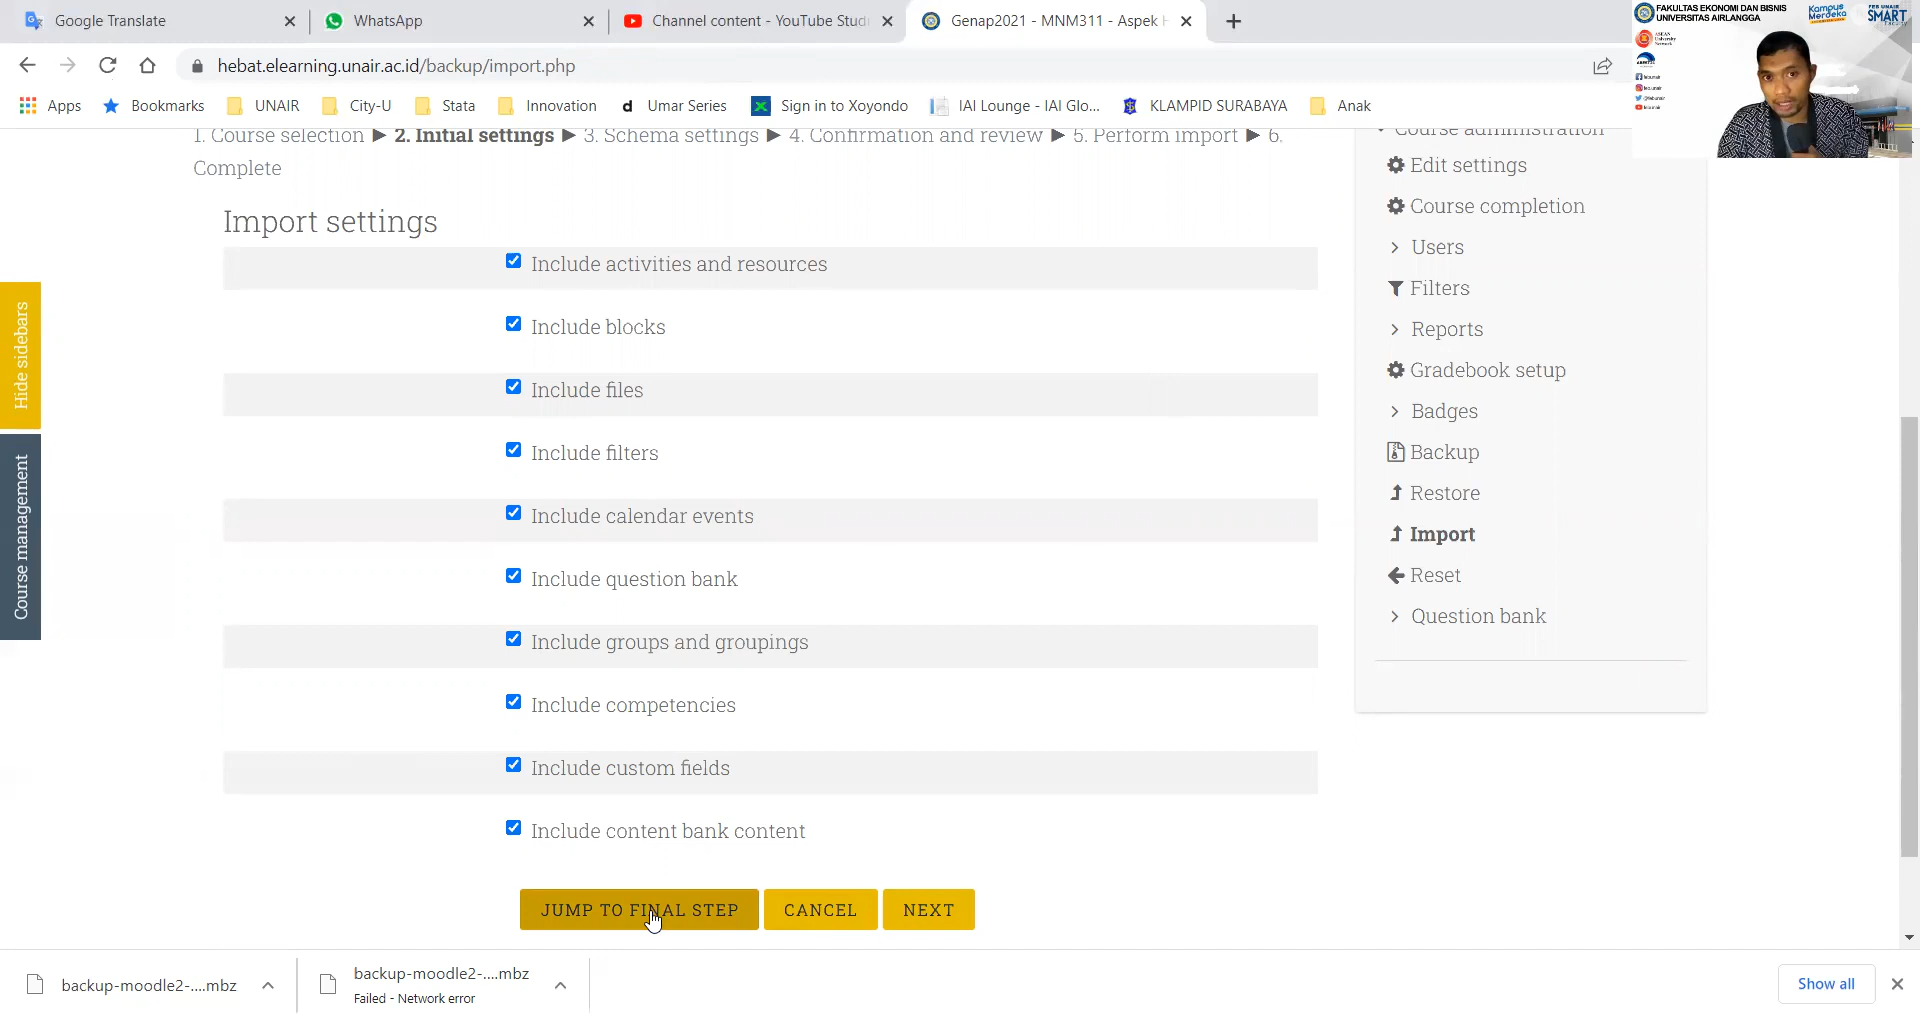 Google Translate
WhatsApp
Channel content - YouTube Studi
Genap2021 - MNM311 - Aspek H
hebat.elearning.unair.ac.id/backup/import.php
Apps
Bookmarks
UNAIR
City-U
Stata
Innovation
Umar Series
Sign in to Xoyondo
IAI Lounge - IAI Glo...
KLAMPID SURABAYA
Anak
FAKULTAS EKONOMI DAN BISNIS
UNIVERSITAS AIRLANGGA
Kampus
Merdeka
FEB UNAIR
SMART
1. Course selection ► 2. Initial settings ► 3. Schema settings ► 4. Confirmation and review ► 5. Perform import ► 6.
Complete
Import settings
Include activities and resources
Include blocks
Include files
Include filters
Include calendar events
Include question bank
Include groups and groupings
Include competencies
Include custom fields
Include content bank content
JUMP TO FINAL STEP
CANCEL
NEXT
Hide sidebars
Course management
Course administration
Edit settings
Course completion
Users
Filters
Reports
Gradebook setup
Badges
Backup
Restore
Import
Reset
Question bank
backup-moodle2-....mbz
backup-moodle2-....mbz
Failed - Network error
Show all